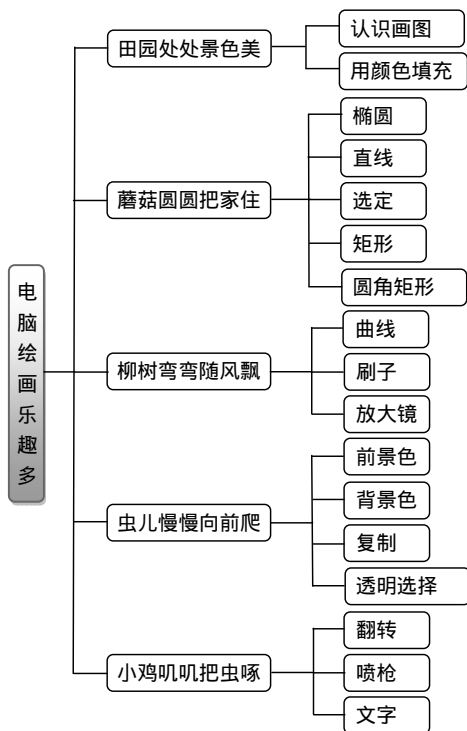 电脑绘画乐趣多
田园处处景色美
认识画图
用颜色填充
蘑菇圆圆把家住
椭圆
直线
选定
矩形
圆角矩形
柳树弯弯随风飘
曲线
刷子
放大镜
虫儿慢慢向前爬
前景色
背景色
复制
透明选择
小鸡叽叽把虫啄
翻转
喷枪
文字